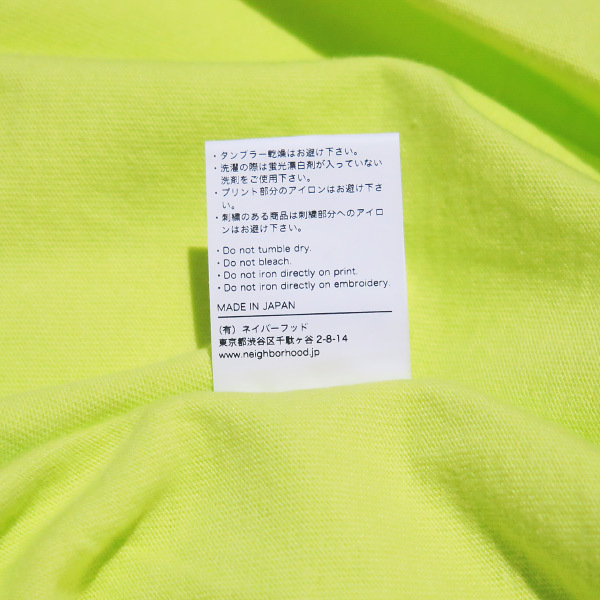 ・タンブラー乾燥はお避け下さい。
・洗濯の際は蛍光漂白剤が入っていない
洗剤をご使用下さい。
・プリント部分のアイロンはお避け下さ
い。
・刺繍のある商品は刺繍部分へのアイロ
ンはお避け下さい。
・Do not tumble dry.
・Do not bleach.
・Do not iron directly on print.
・Do not iron directly on embroidery.
MADE IN JAPAN
（有）ネイバーフッド
東京都渋谷区千駄ヶ谷 2-8-14
www.neighborhood.jp